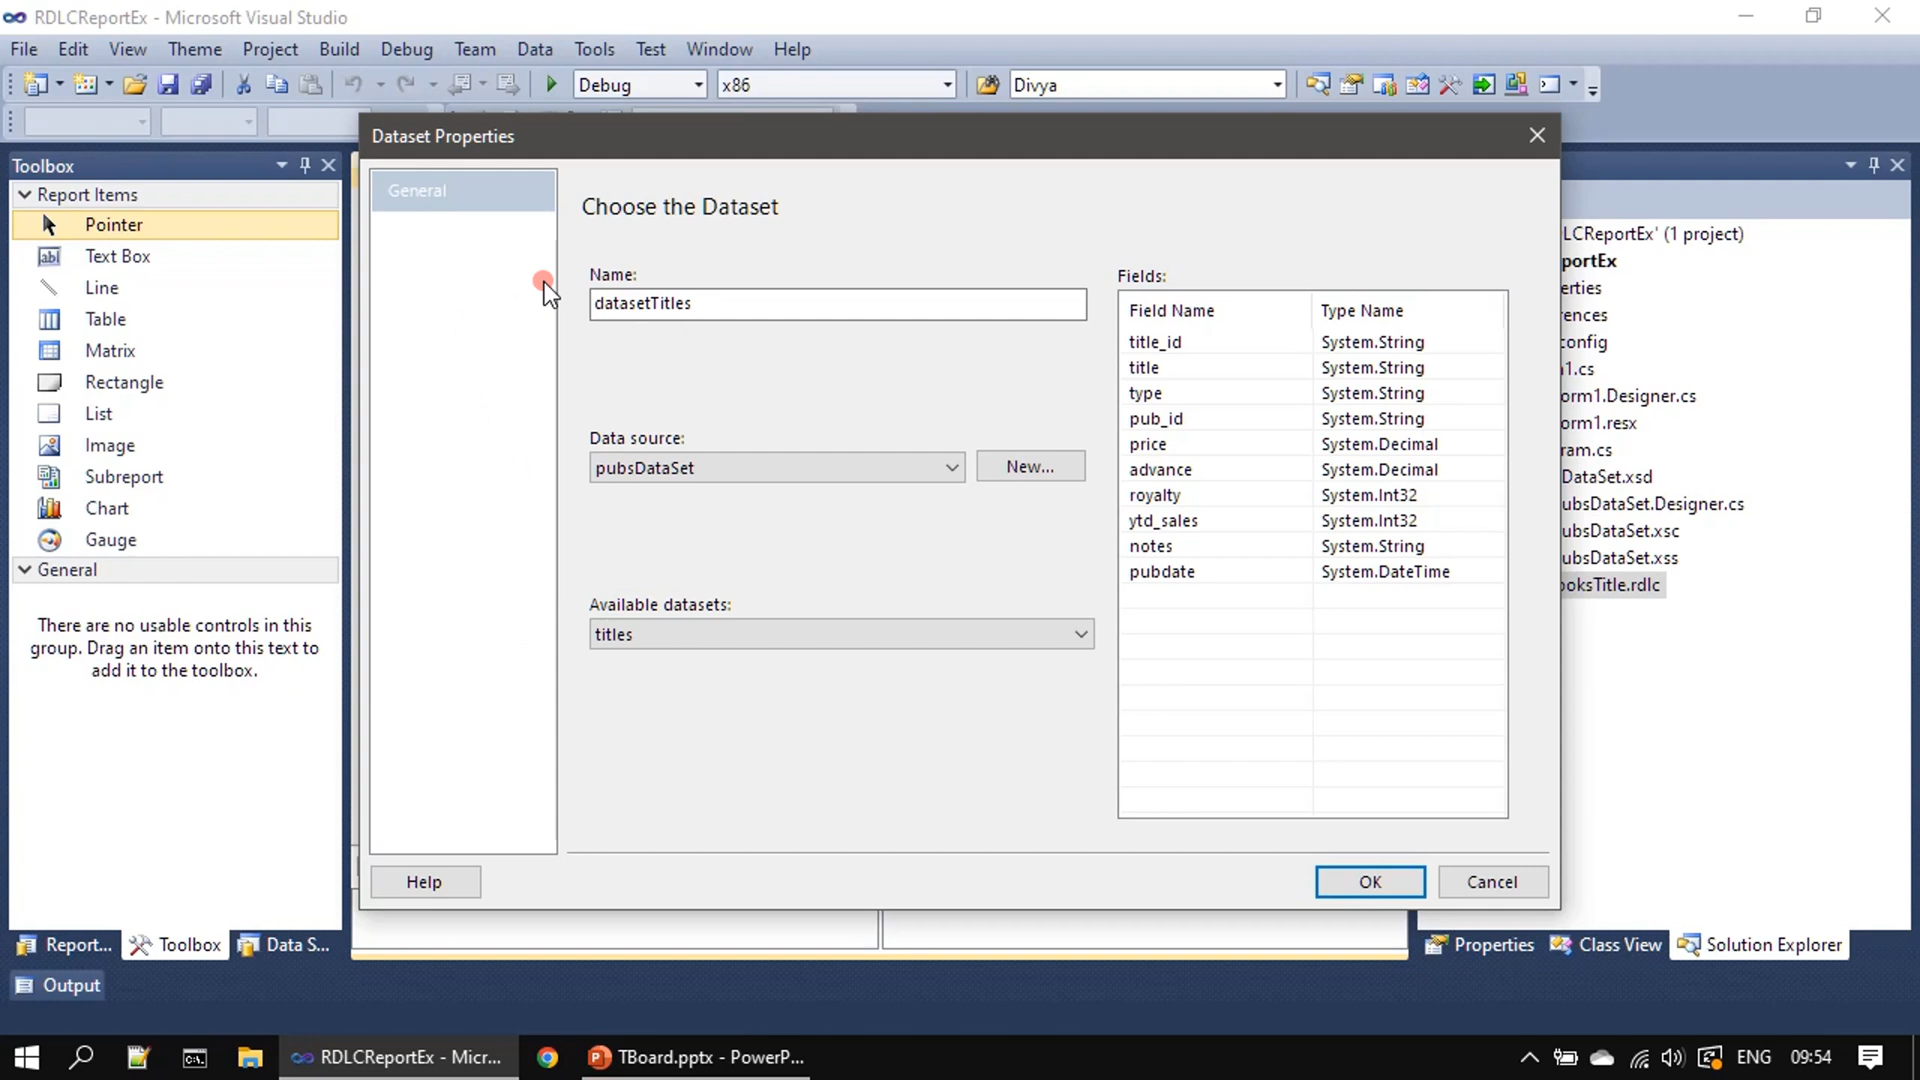 RDLCReportEx - Microsoft Visual Studio
File Edit View Theme Project Build Debug Team Data Tools Test Window Help
Debug x86 Divya
Toolbox
Report Items
Pointer
Text Box
Line
Table
Matrix
Rectangle
List
Image
Subreport
Chart
Gauge
General
There are no usable controls in this
group. Drag an item onto this text to
add it to the toolbox.
Report... Toolbox Data S...
Output
Dataset Properties
General
Choose the Dataset
Name:
datasetTitles
Data source:
pubsDataSet New...
Available datasets:
titles
Fields:
Field Name Type Name
title_id System.String
title System.String
type System.String
pub_id System.String
price System.Decimal
advance System.Decimal
royalty System.Int32
ytd_sales System.Int32
notes System.String
pubdate System.DateTime
Help OK Cancel
DLCReportEx' (1 project)
portEx
erties
rences
config
m1.cs
orm1.Designer.cs
orm1.resx
ram.cs
DataSet.xsd
ubsDataSet.Designer.cs
ubsDataSet.xsc
ubsDataSet.xss
ooksTitle.rdlc
Properties Class View Solution Explorer
RDLCReportEx - Micr... TBoard.pptx - PowerP... ENG 09:54